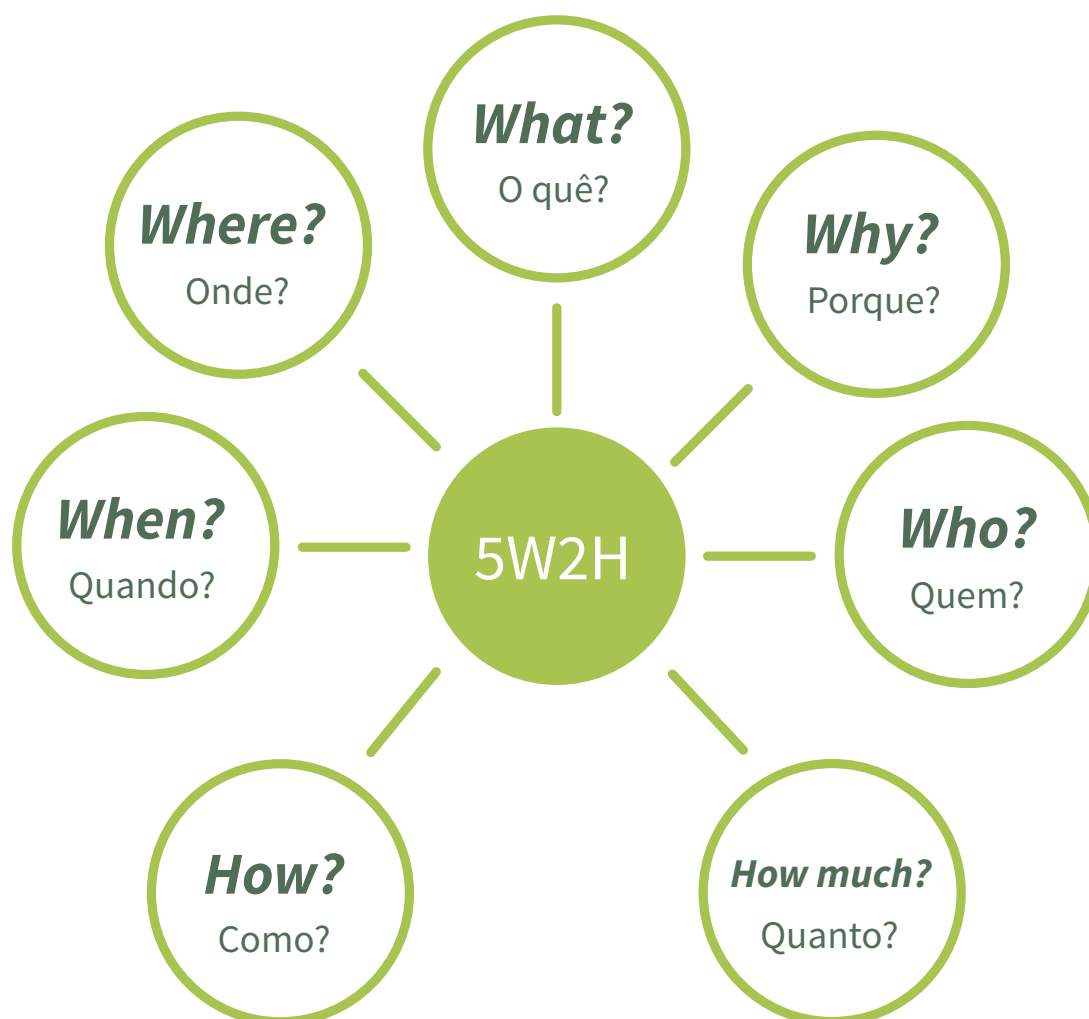 What?
O quê?
Where?
Onde?
Why?
Porque?
When?
Quando?
5W2H
Who?
Quem?
How?
Como?
How much?
Quanto?